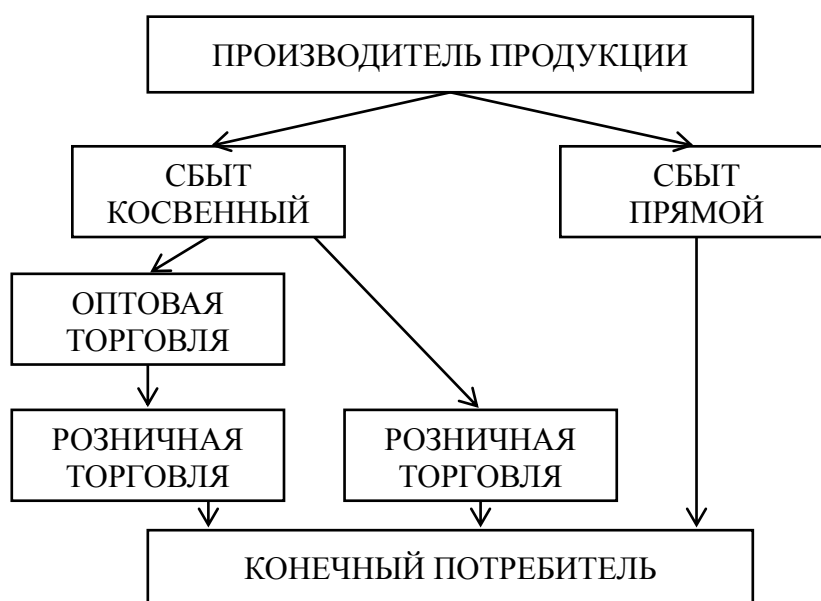 ПРОИЗВОДИТЕЛЬ ПРОДУКЦИИ
СБЫТ
КОСВЕННЫЙ
СБЫТ
ПРЯМОЙ
ОПТОВАЯ
ТОРГОВЛЯ
РОЗНИЧНАЯ
ТОРГОВЛЯ
РОЗНИЧНАЯ
ТОРГОВЛЯ
КОНЕЧНЫЙ ПОТРЕБИТЕЛЬ